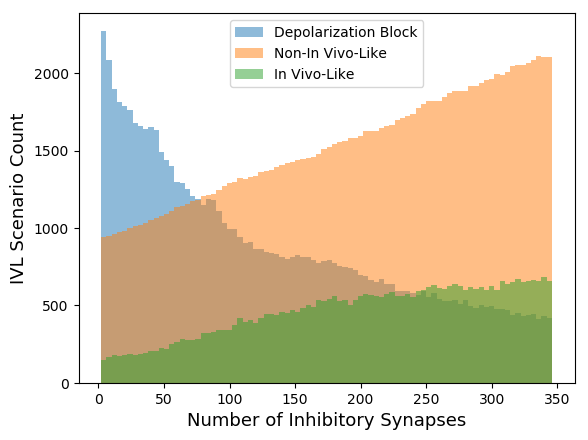 Depolarization Block
Non-In Vivo-Like
In Vivo-Like
IVL Scenario Count
2000
1500
1000
500
0
0 50 100 150 200 250 300 350
Number of Inhibitory Synapses